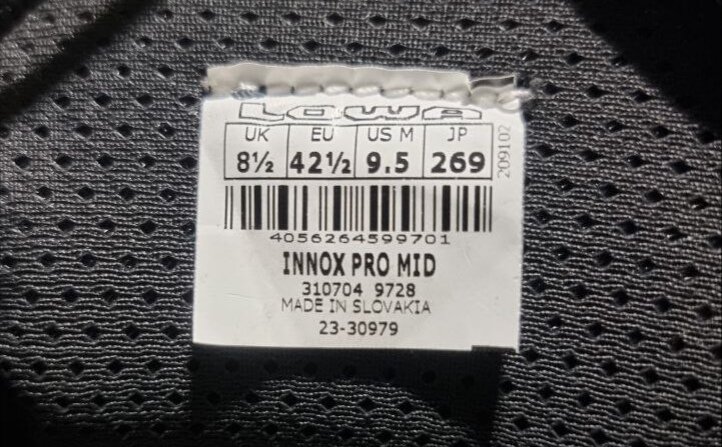 LOWA
UK EU US M JP
8½ 42½ 9.5 269
209102
4056264599701
INNOX PRO MID
310704 9728
MADE IN SLOVAKIA
23-30979